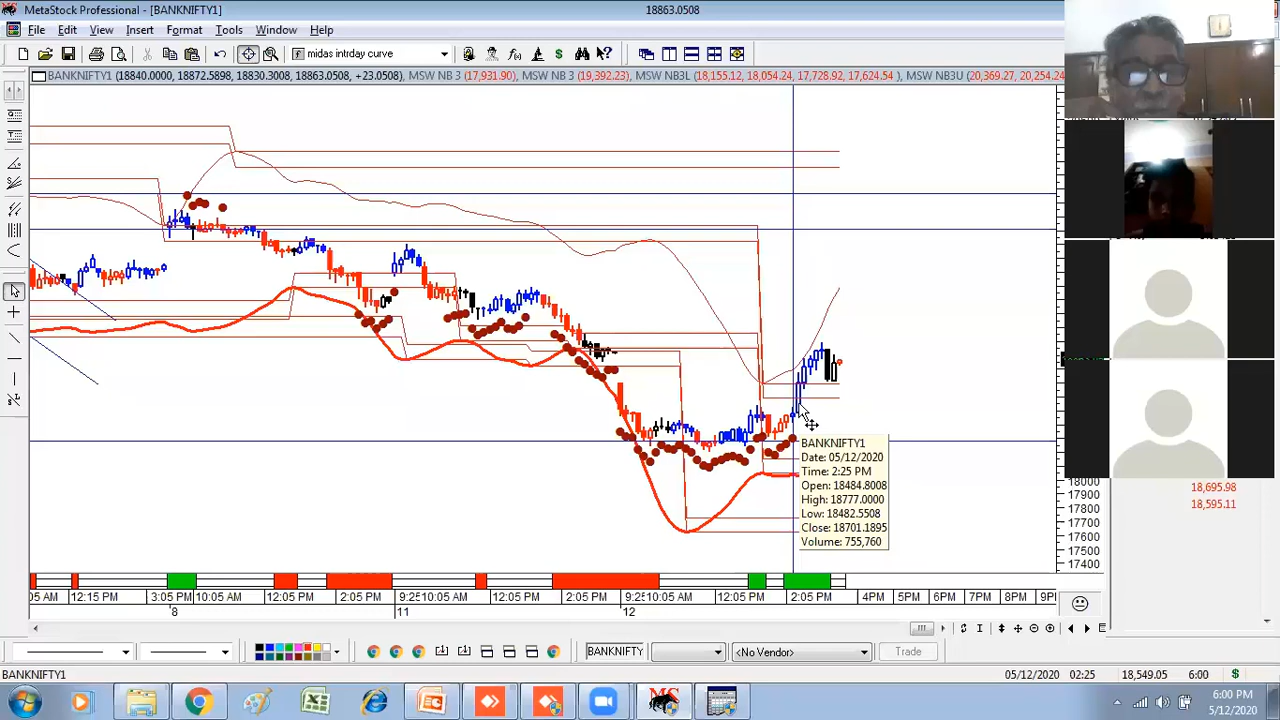 MetaStock Professional - [BANKNIFTY1]
18863.0508
File Edit View Insert Format Tools Window Help
midas intrday curve
BANKNIFTY1 (18840.0000, 18872.5898, 18830.3008, 18863.0508, +23.0508), MSW NB 3 (17,931.90) MSW NB 3 (19,392.23) MSW NB3L (18,155.12, 18,054.24, 17,728.92, 17,624.54 ), MSW NB3U (20,369.27, 20,254.24
BANKNIFTY1
Date: 05/12/2020
Time: 2:25 PM
Open: 18484.8008
High: 18777.0000
Low: 18482.5508
Close: 18701.1895
Volume: 755,760
18000
17900
17800
17700
17600
17500
17400
18,695.98
18,595.11
05 AM 12:15 PM 3:05 PM 10:05 AM 12:05 PM 2:05 PM 9:25 10:05 AM 12:05 PM 2:05 PM 9:25 10:05 AM 12:05 PM 2:05 PM 4PM 5PM 6PM 7PM 8PM 9P
8 11 12
BANKNIFTY <No Vendor> Trade
BANKNIFTY1
05/12/2020 02:25 18,549.05 6:00 $
6:00 PM
5/12/2020